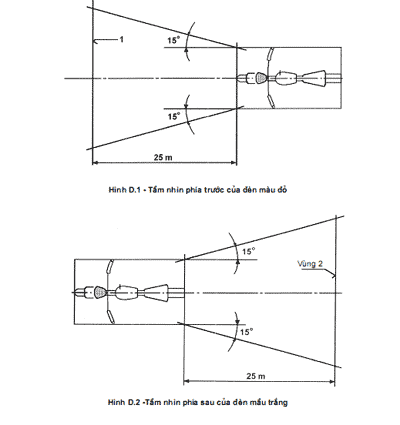 1
15°
15°
25 m
Hình D.1 - Tầm nhìn phía trước của đèn màu đỏ
15°
Vùng 2
15°
25 m
Hình D.2 -Tầm nhìn phía sau của đèn mầu trắng